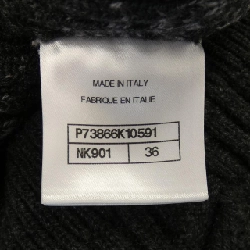 MADE IN ITALY
FABRIQUE EN ITALIE
P73866K10591
NK901 36